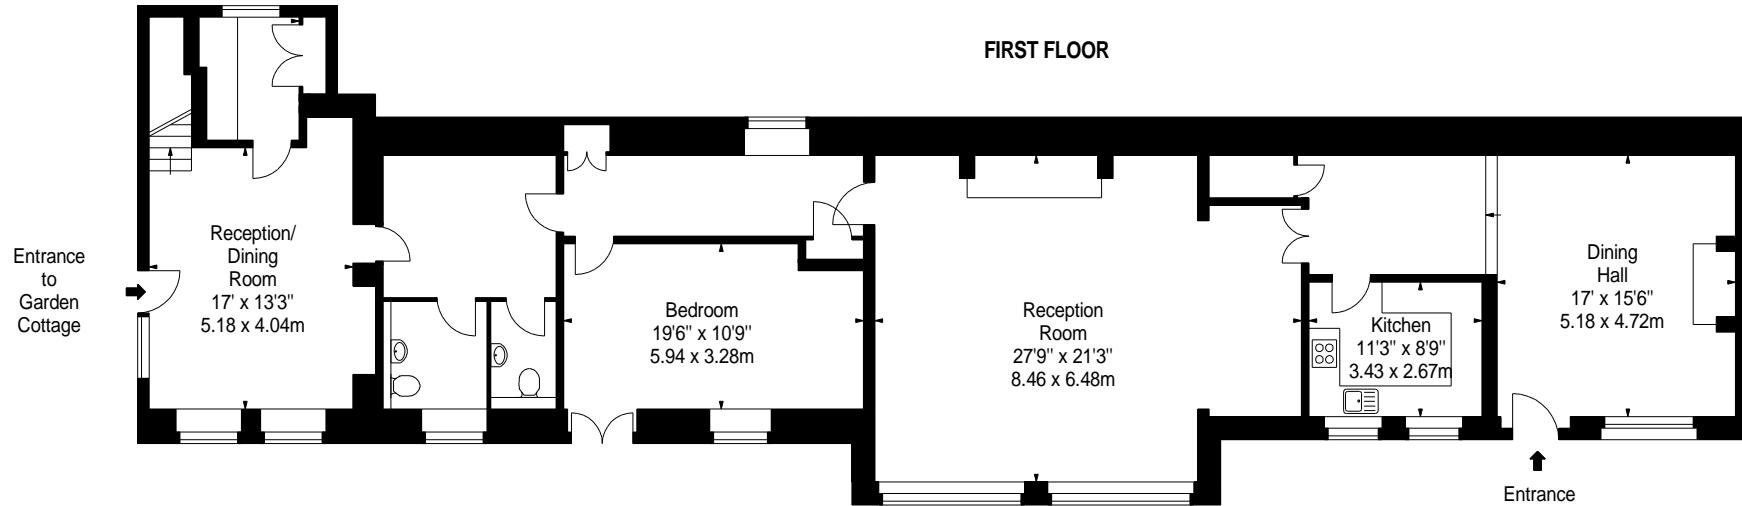 FIRST FLOOR
Entrance
to
Garden
Cottage
Reception/
Dining
Room
17' x 13'3"
5.18 x 4.04m
Bedroom
19'6" x 10'9"
5.94 x 3.28m
Reception
Room
27'9" x 21'3"
8.46 x 6.48m
Kitchen
11'3" x 8'9"
3.43 x 2.67m
Dining
Hall
17' x 15'6"
5.18 x 4.72m
Entrance